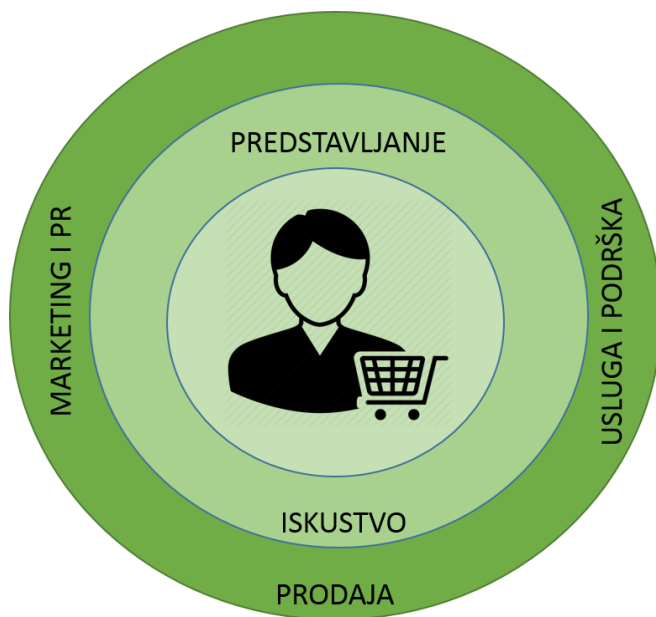 PREDSTAVLJANJE
MARKETING I PR
USLUGA I PODRŠKA
ISKUSTVO
PRODAJA